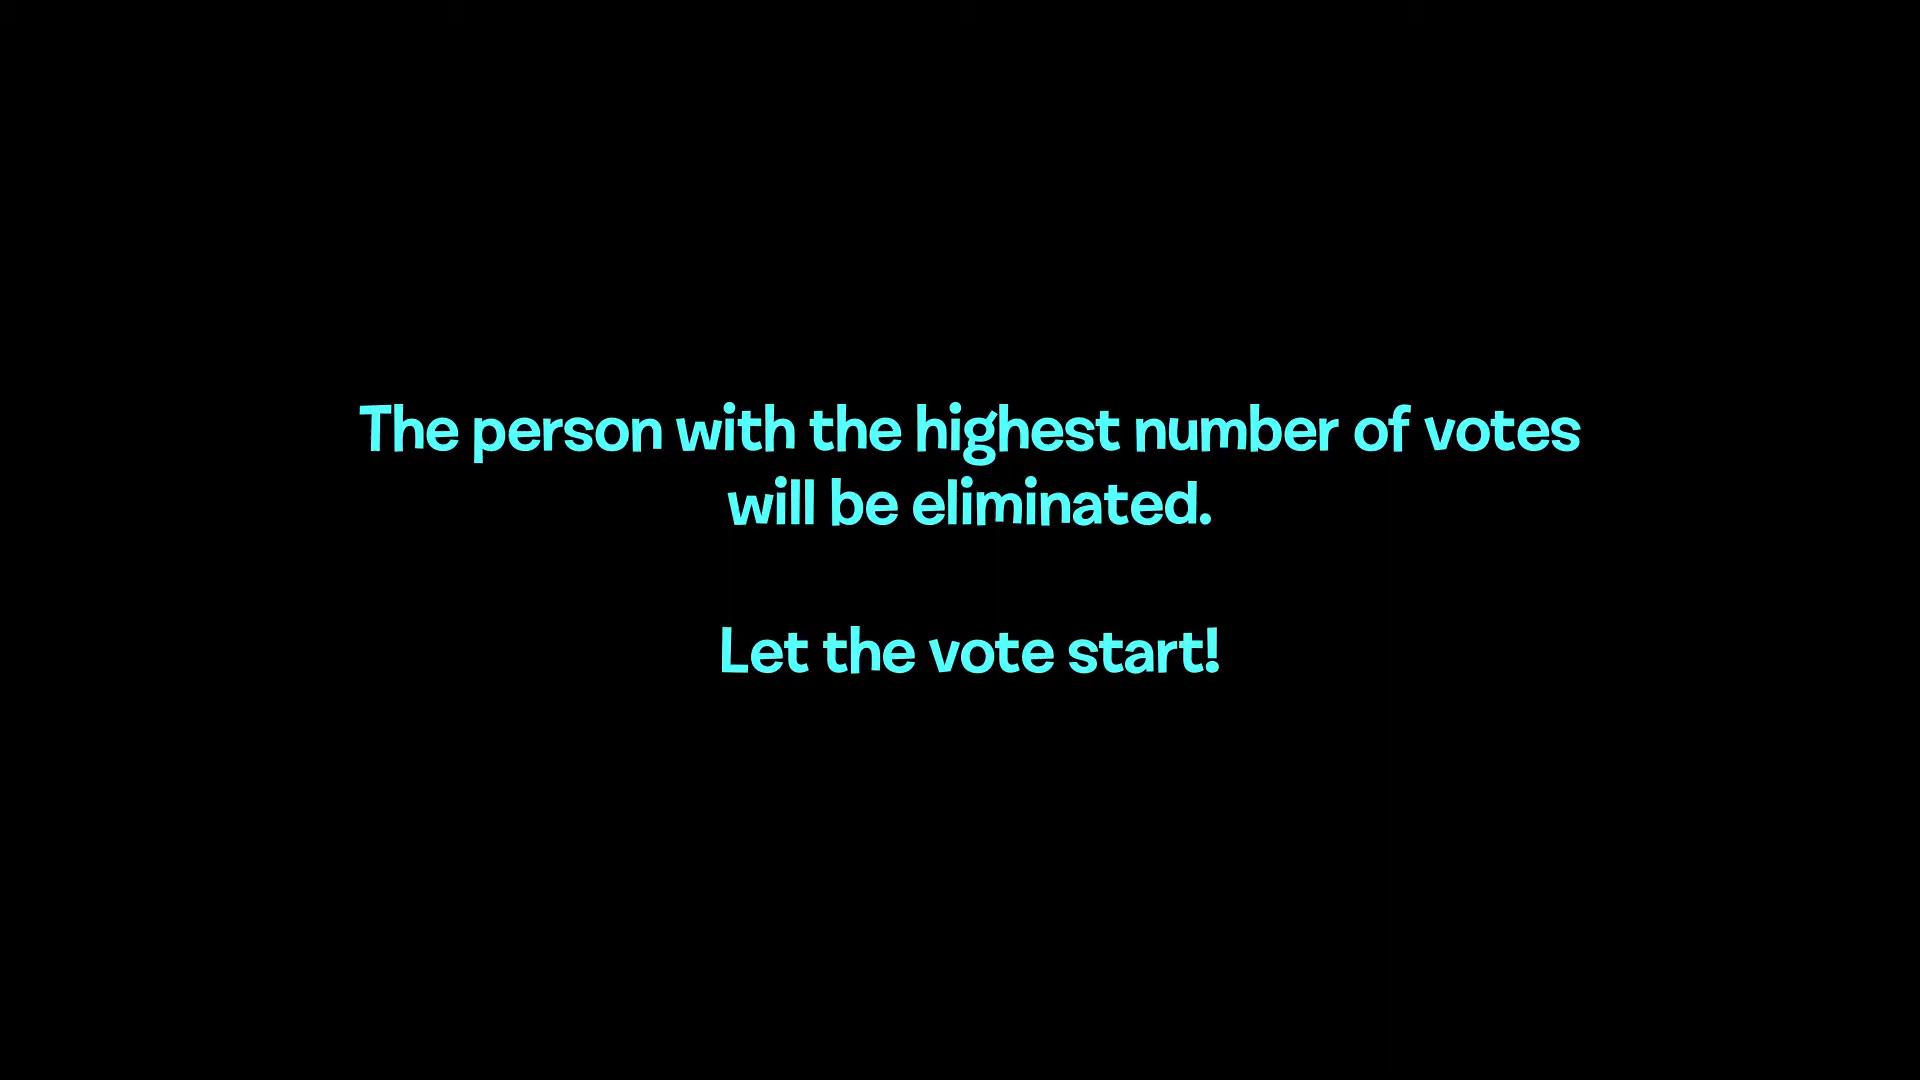 The person with the highest number of votes
will be eliminated.
Let the vote start!